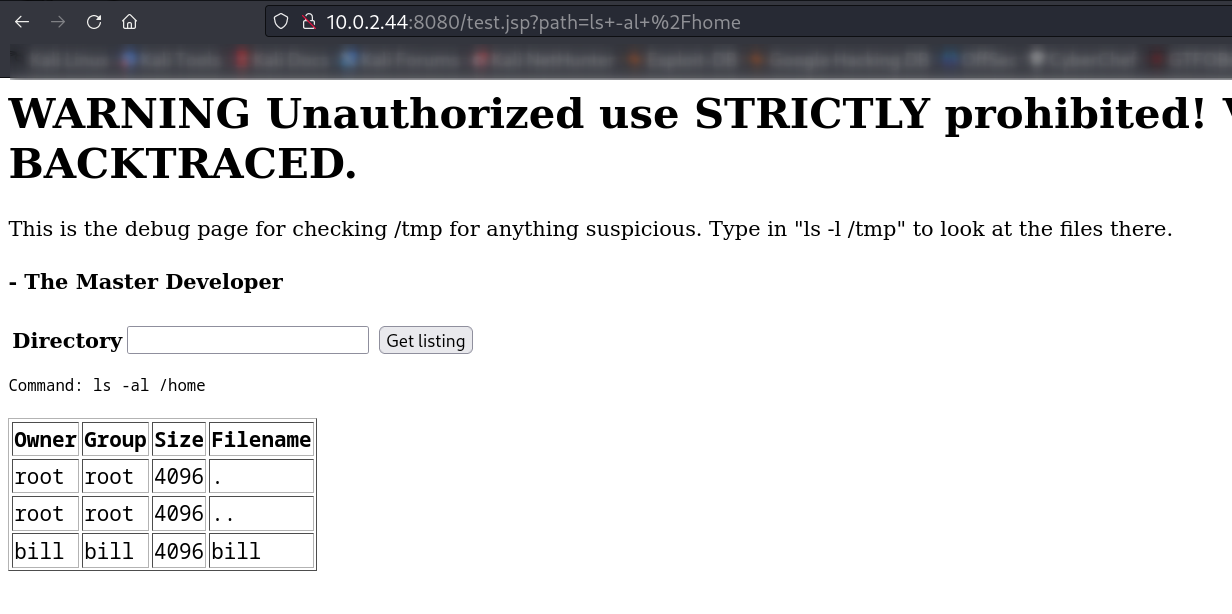 10.0.2.44:8080/test.jsp?path=ls+-al+%2Fhome
WARNING Unauthorized use STRICTLY prohibited!
BACKTRACED.
This is the debug page for checking /tmp for anything suspicious. Type in "ls -l /tmp" to look at the files there.
- The Master Developer
Directory Get listing
Command: ls -al /home
Owner Group Size Filename
root root 4096 .
root root 4096 ..
bill bill 4096 bill